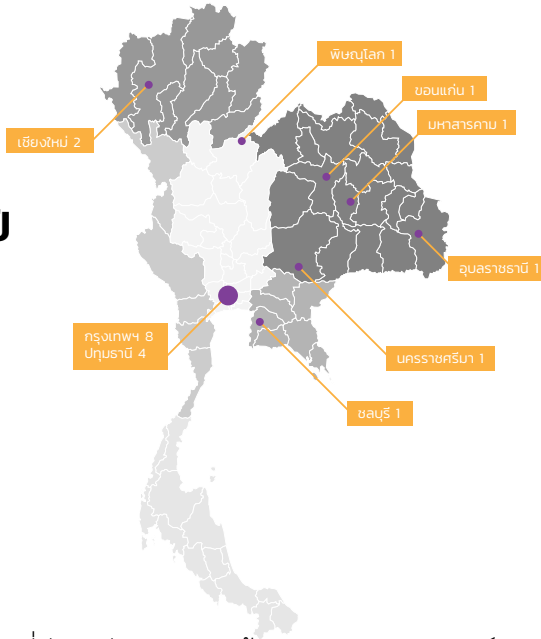 พิษณุโลก 1
ขอนแก่น 1
มหาสารคาม 1
เชียงใหม่ 2
อุบลราชธานี 1
กรุงเทพฯ 8
ปทุมธานี 4
นครราชศรีมา 1
ชลบุรี 1